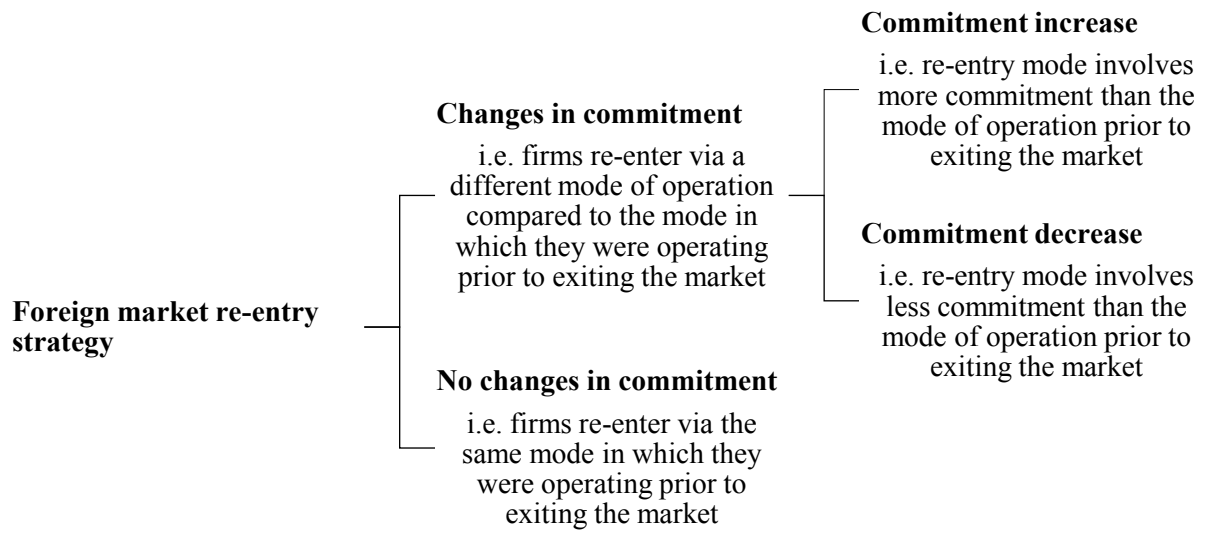 Foreign market re-entry
strategy
Changes in commitment
i.e. firms re-enter via a
different mode of operation
compared to the mode in
which they were operating
prior to exiting the market
No changes in commitment
i.e. firms re-enter via the
same mode in which they
were operating prior to
exiting the market
Commitment increase
i.e. re-entry mode involves
more commitment than the
mode of operation prior to
exiting the market
Commitment decrease
i.e. re-entry mode involves
less commitment than the
mode of operation prior to
exiting the market